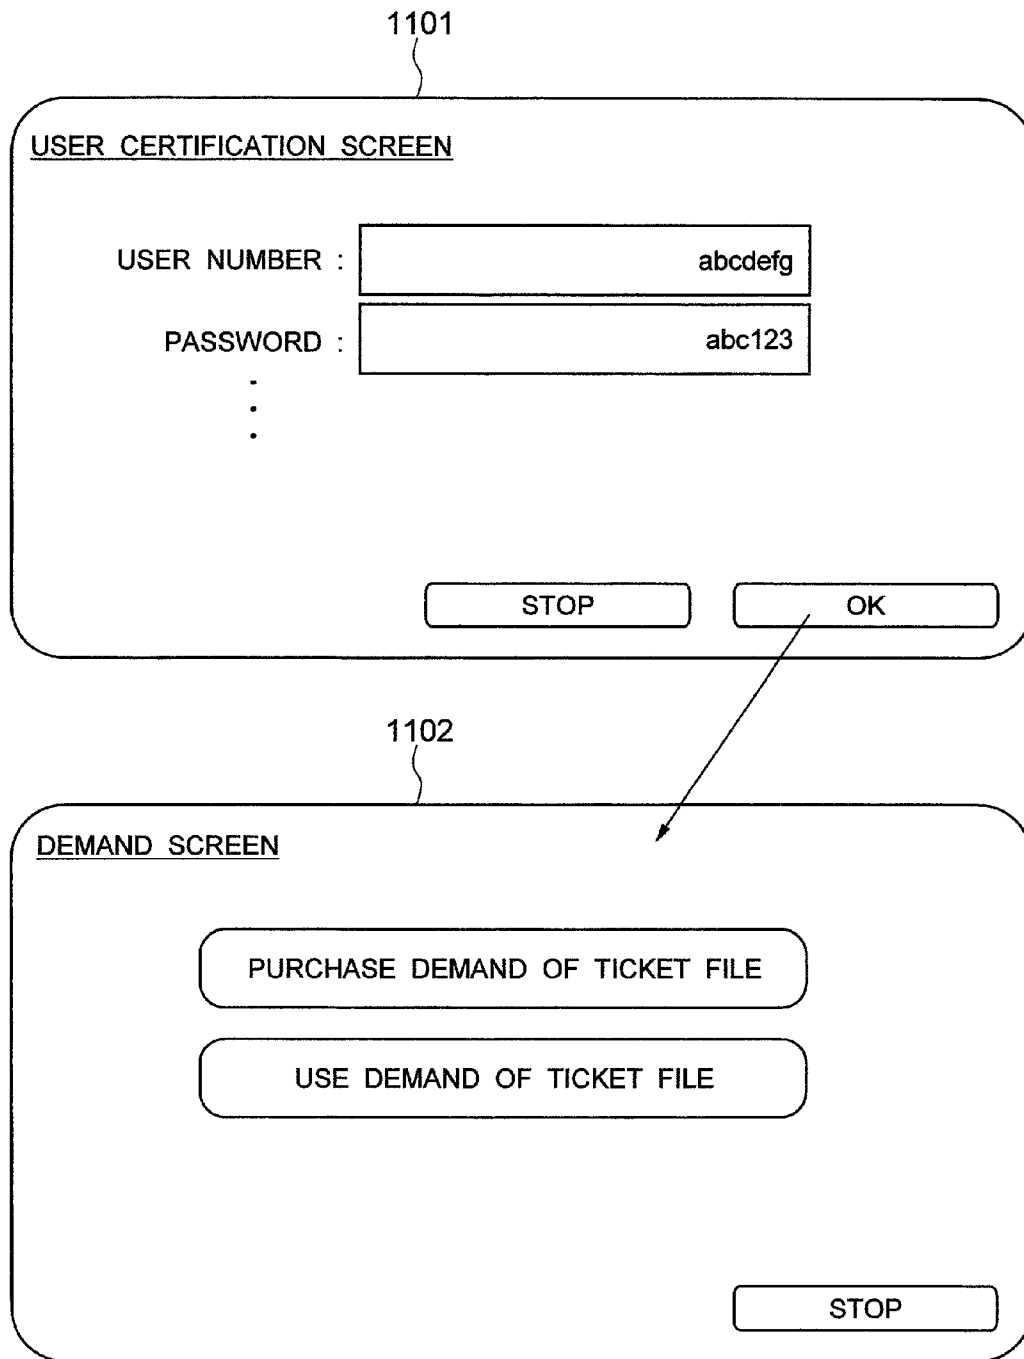 1101
USER CERTIFICATION SCREEN
USER NUMBER : abcdefg
PASSWORD : abc123
STOP OK
1102
DEMAND SCREEN
PURCHASE DEMAND OF TICKET FILE
USE DEMAND OF TICKET FILE
STOP